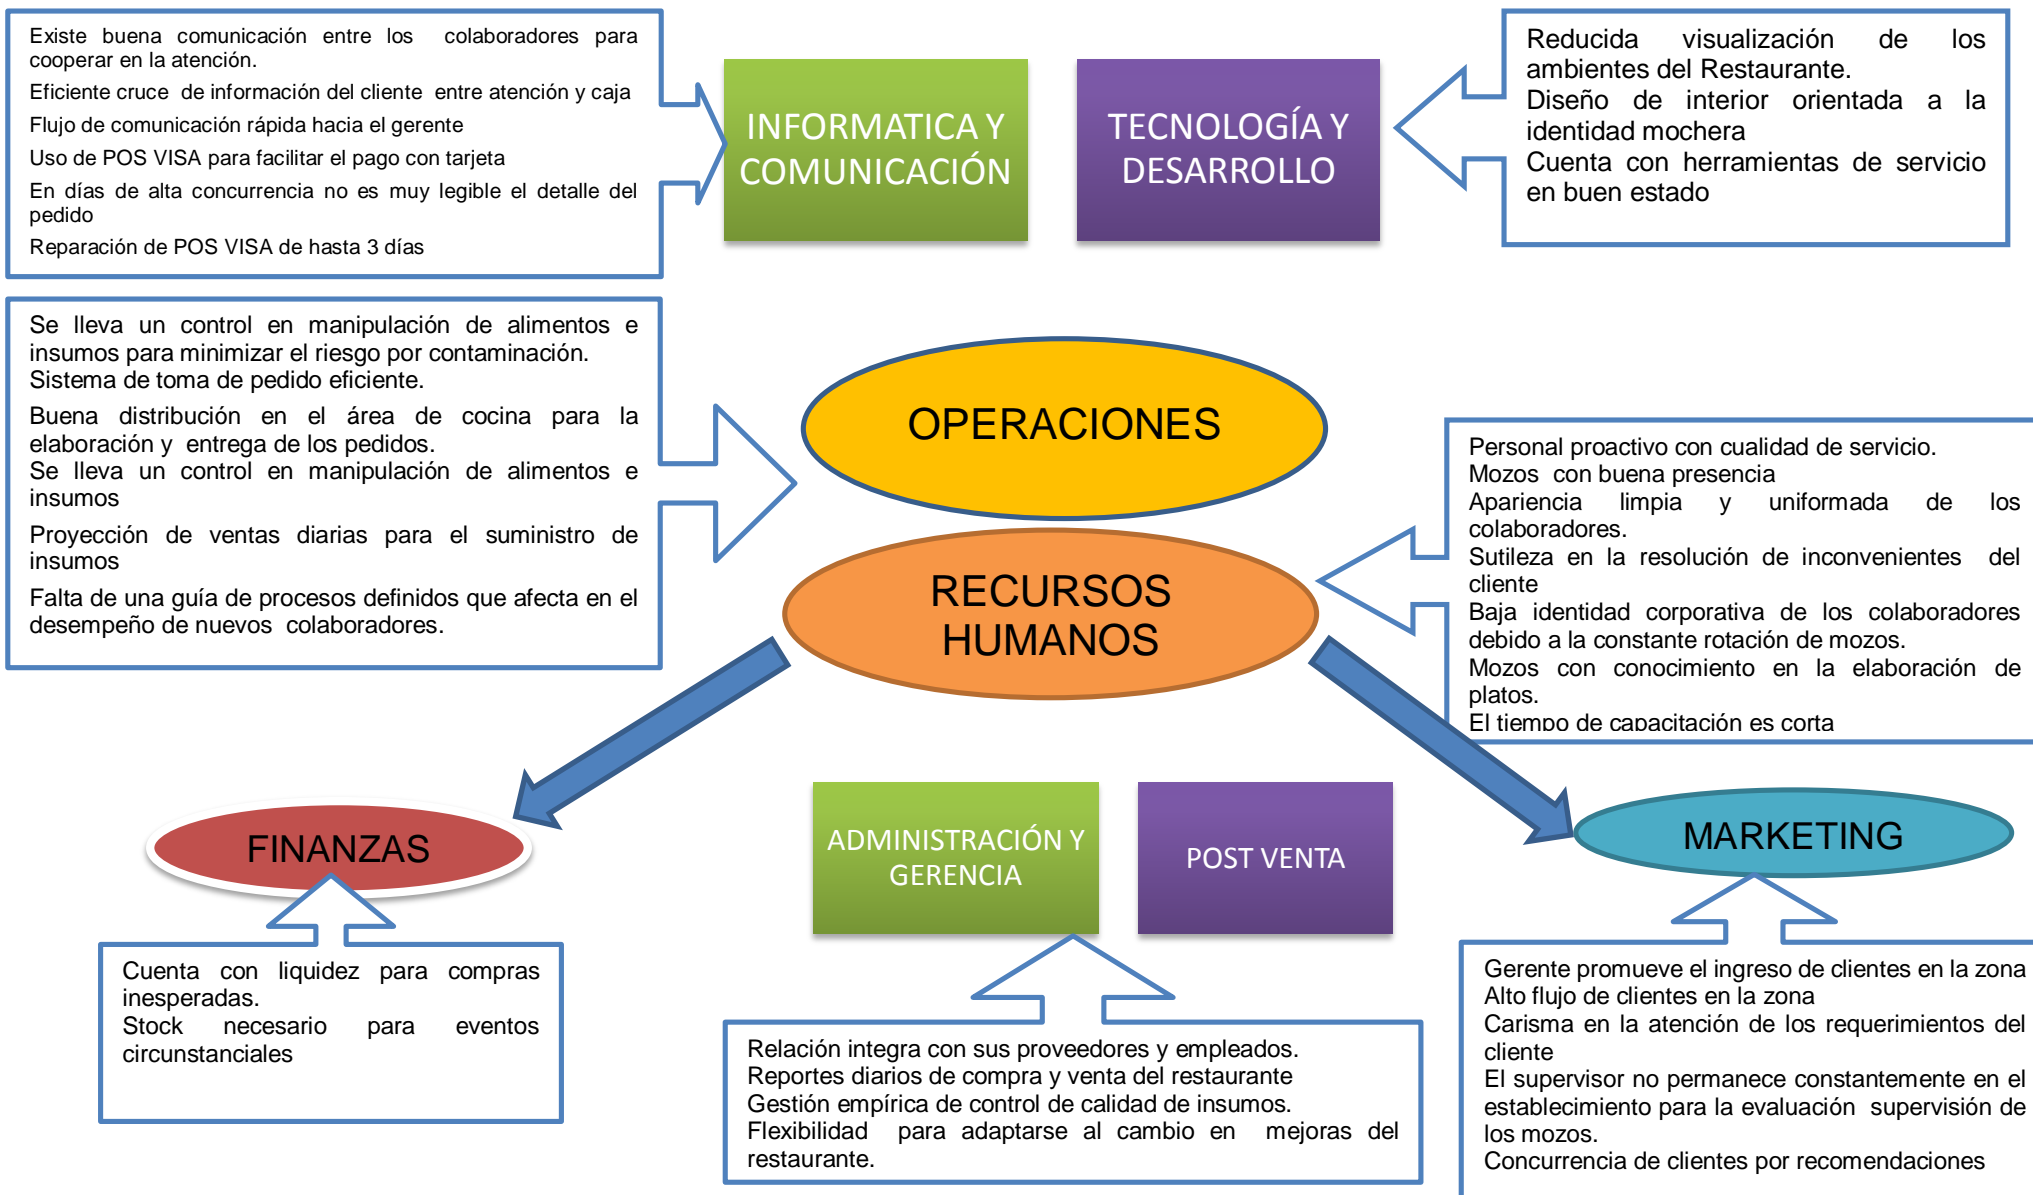 Existe buena comunicación entre los colaboradores para
cooperar en la atención.
Eficiente cruce de información del cliente entre atención y caja
Flujo de comunicación rápida hacia el gerente
Uso de POS VISA para facilitar el pago con tarjeta
En días de alta concurrencia no es muy legible el detalle del
pedido
Reparación de POS VISA de hasta 3 días
INFORMATICA Y
COMUNICACIÓN
TECNOLOGÍA Y
DESARROLLO
Reducida visualización de los
ambientes del Restaurante.
Diseño de interior orientada a la
identidad mochera
Cuenta con herramientas de servicio
en buen estado
Se lleva un control en manipulación de alimentos e
insumos para minimizar el riesgo por contaminación.
Sistema de toma de pedido eficiente.
Buena distribución en el área de cocina para la
elaboración y entrega de los pedidos.
Se lleva un control en manipulación de alimentos e
insumos
Proyección de ventas diarias para el suministro de
insumos
Falta de una guía de procesos definidos que afecta en el
desempeño de nuevos colaboradores.
OPERACIONES
RECURSOS
HUMANOS
Personal proactivo con cualidad de servicio.
Mozos con buena presencia
Apariencia limpia y uniformada de los
colaboradores.
Sutileza en la resolución de inconvenientes del
cliente
Baja identidad corporativa de los colaboradores
debido a la constante rotación de mozos.
Mozos con conocimiento en la elaboración de
platos.
El tiempo de capacitación es corta
FINANZAS
ADMINISTRACIÓN Y
GERENCIA
POST VENTA
MARKETING
Cuenta con liquidez para compras
inesperadas.
Stock necesario para eventos
circunstanciales
Relación integra con sus proveedores y empleados.
Reportes diarios de compra y venta del restaurante
Gestión empírica de control de calidad de insumos.
Flexibilidad para adaptarse al cambio en mejoras del
restaurante.
Gerente promueve el ingreso de clientes en la zona
Alto flujo de clientes en la zona
Carisma en la atención de los requerimientos del
cliente
El supervisor no permanece constantemente en el
establecimiento para la evaluación supervisión de
los mozos.
Concurrencia de clientes por recomendaciones